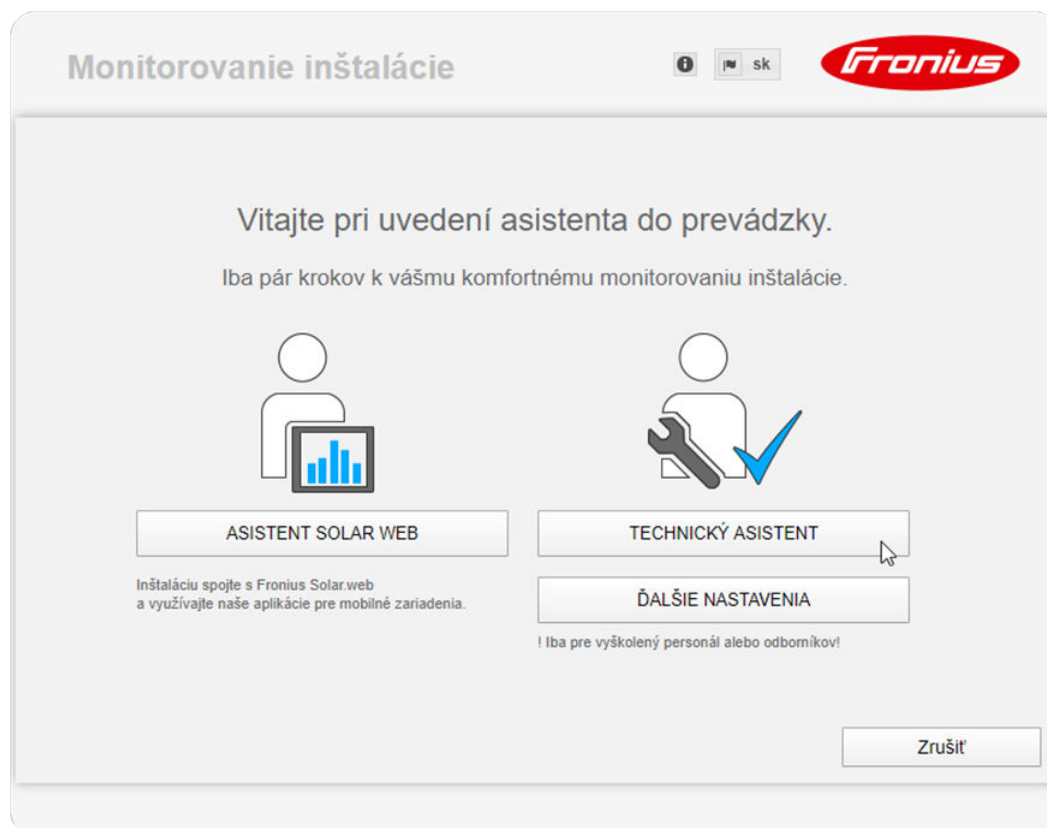 Monitorovanie inštalácie
sk
Fronius
Vitajte pri uvedení asistenta do prevádzky.
Iba pár krokov k vášmu komfortnému monitorovaniu inštalácie.
ASISTENT SOLAR WEB
TECHNICKÝ ASISTENT
Inštaláciu spojte s Fronius Solar.web
a využívajte naše aplikácie pre mobilné zariadenia.
ĎALŠIE NASTAVENIA
! Iba pre vyškolený personál alebo odborníkov!
Zrušiť